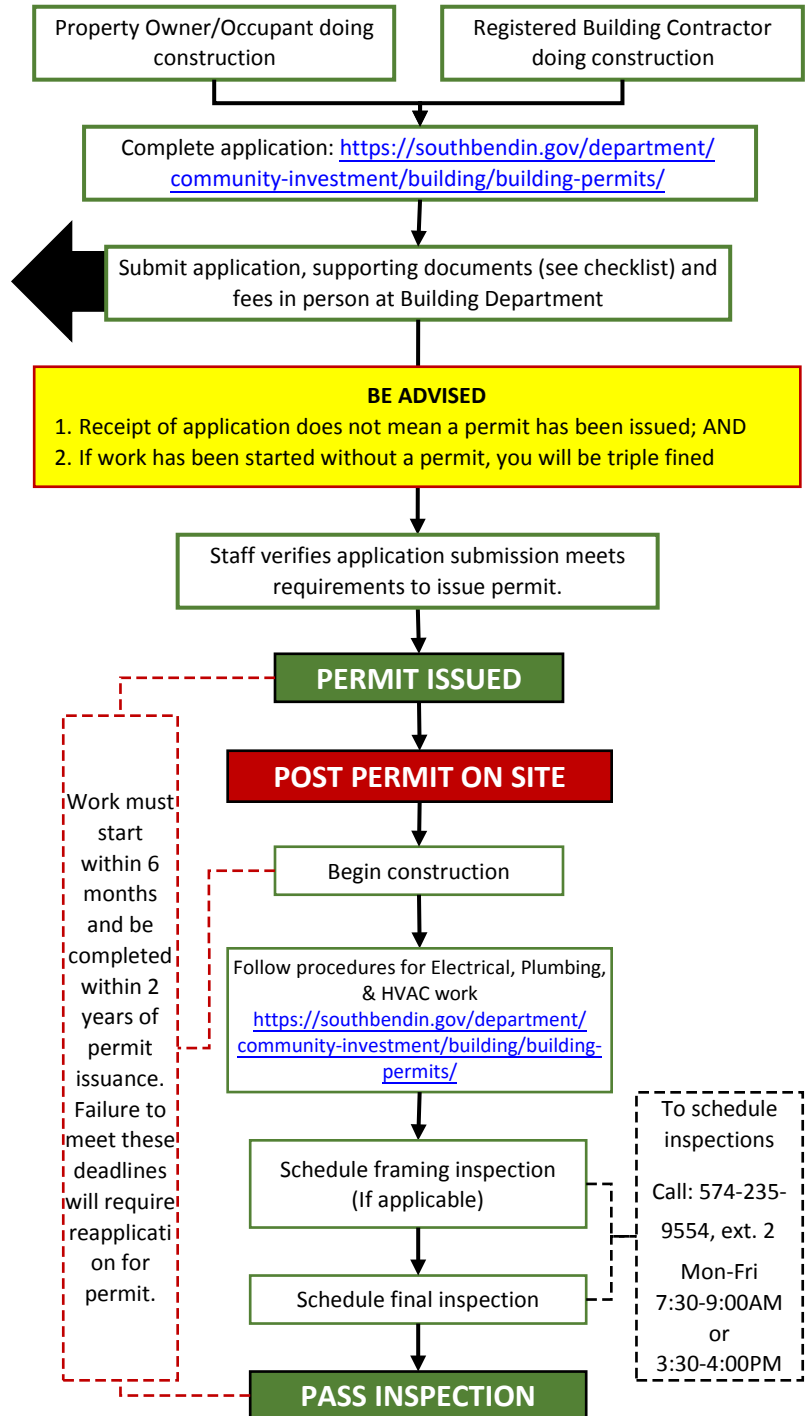 Property Owner/Occupant doing
construction
Registered Building Contractor
doing construction
Complete application: https://southbendin.gov/department/
community-investment/building/building-permits/
Submit application, supporting documents (see checklist) and
fees in person at Building Department
BE ADVISED
1. Receipt of application does not mean a permit has been issued; AND
2. If work has been started without a permit, you will be triple fined
Staff verifies application submission meets
requirements to issue permit.
PERMIT ISSUED
POST PERMIT ON SITE
Work must
start
within 6
months
and be
completed
within 2
years of
permit
issuance.
Failure to
meet these
deadlines
will require
reapplicati
on for
permit.
Begin construction
Follow procedures for Electrical, Plumbing,
& HVAC work
https://southbendin.gov/department/
community-investment/building/building-
permits/
Schedule framing inspection
(If applicable)
Schedule final inspection
To schedule
inspections
Call: 574-235-
9554, ext. 2
Mon-Fri
7:30-9:00AM
or
3:30-4:00PM
PASS INSPECTION